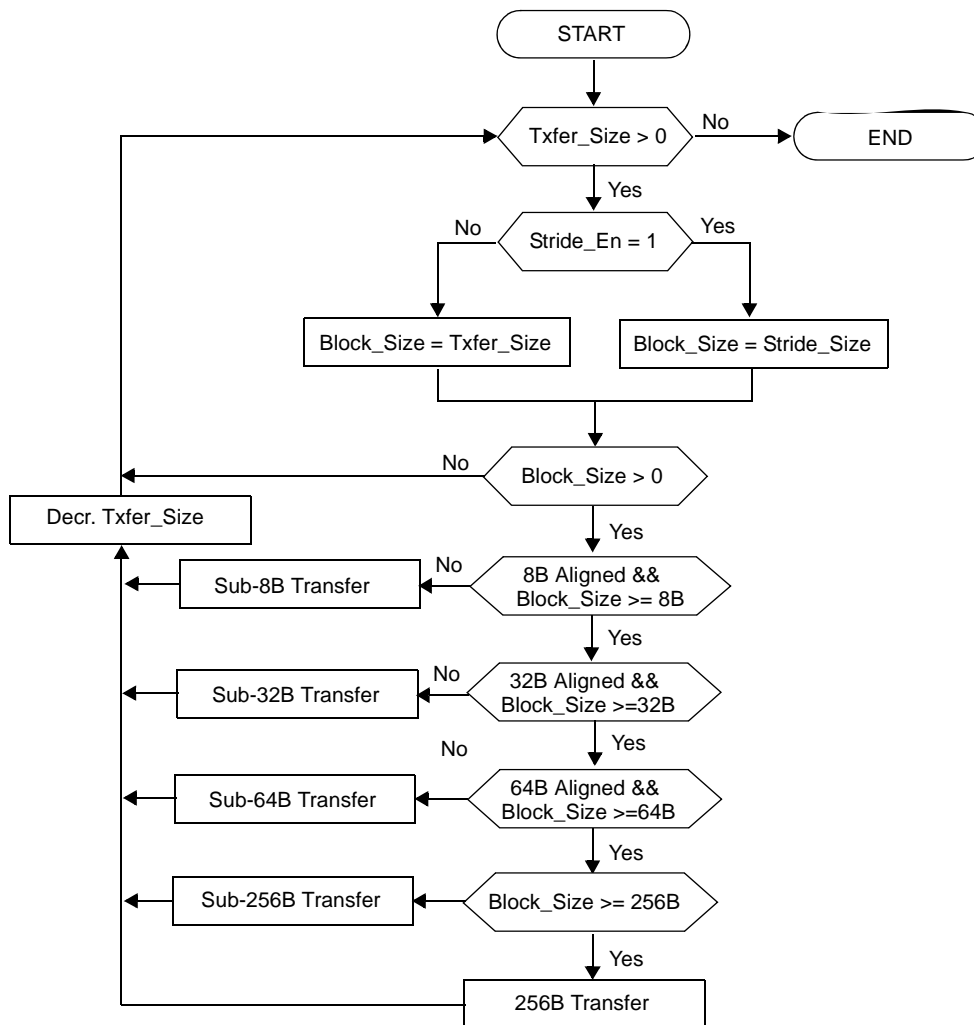 START
Txfer_Size > 0
No
END
Yes
No
Stride_En = 1
Yes
Block_Size = Txfer_Size
Block_Size = Stride_Size
No
Block_Size > 0
Decr. Txfer_Size
Yes
Sub-8B Transfer
No
8B Aligned &&
Block_Size >= 8B
Yes
Sub-32B Transfer
No
32B Aligned &&
Block_Size >=32B
Yes
No
Sub-64B Transfer
64B Aligned &&
Block_Size >=64B
Yes
Sub-256B Transfer
Block_Size >= 256B
Yes
256B Transfer